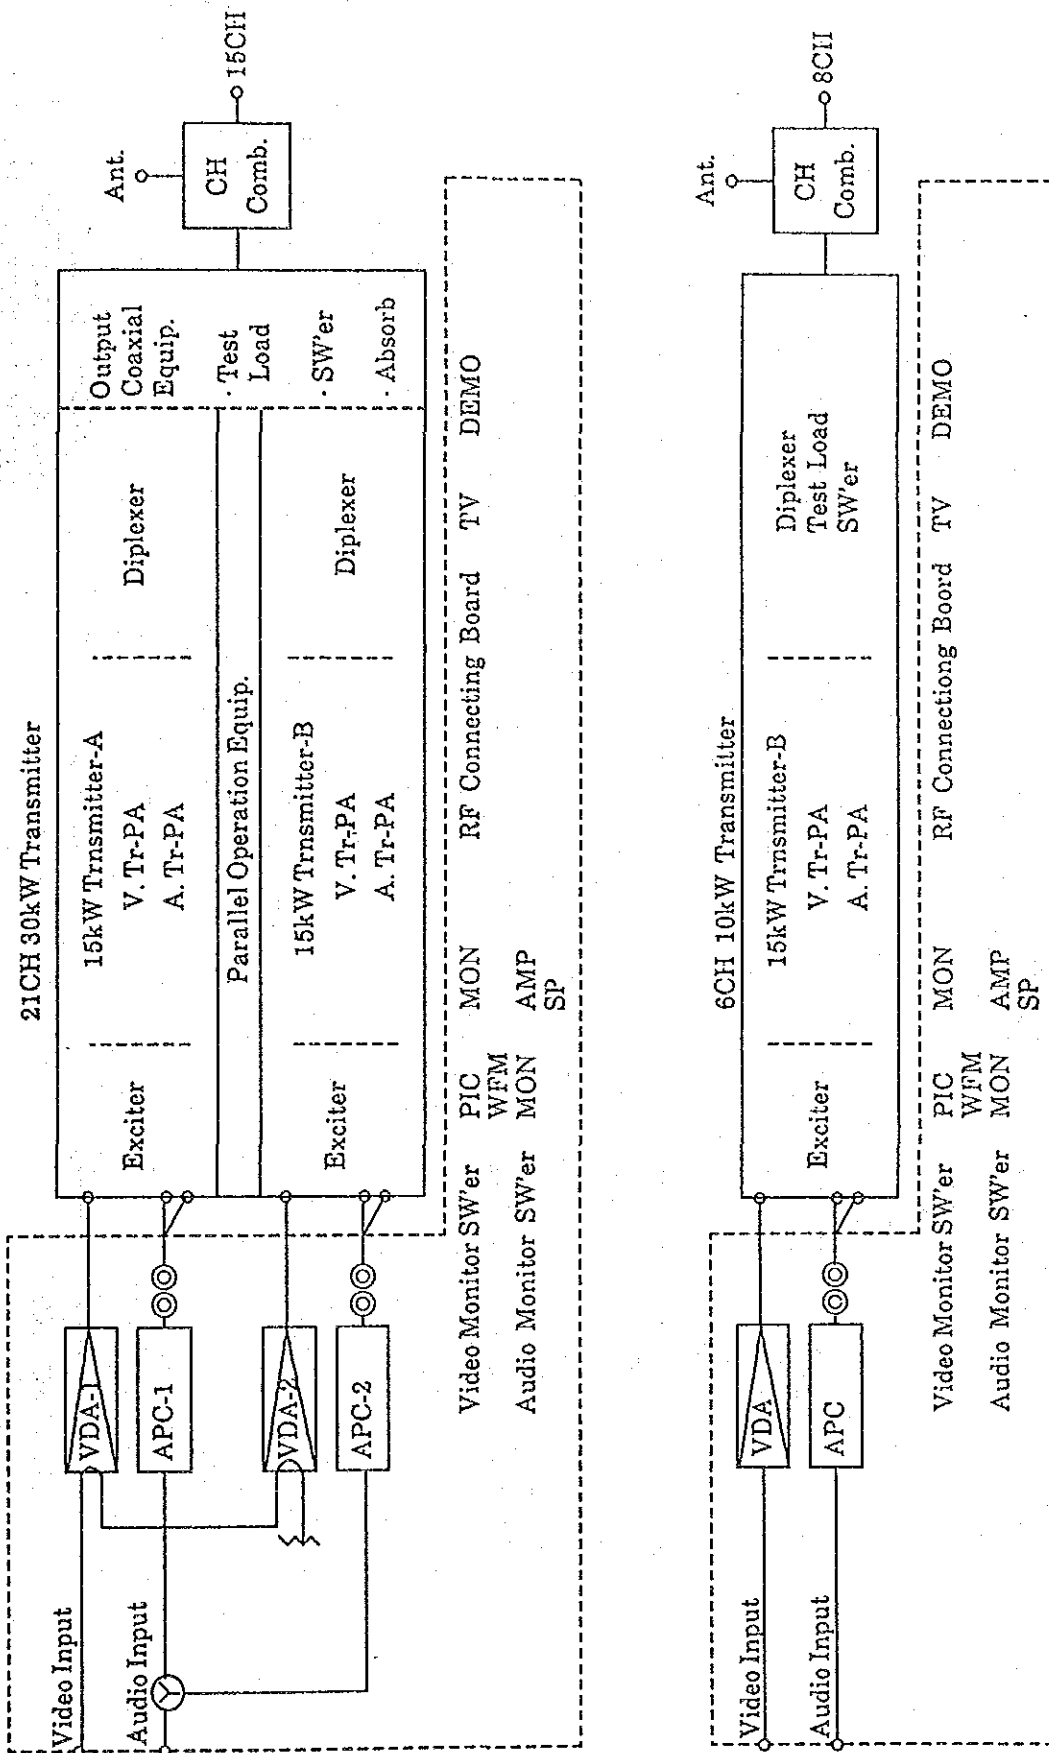 21CH 30kW Transmitter
Video Input
Audio Input
VDA-1
APC-1
VDA-2
APC-2
Exciter
15kW Trnsmitter-A
V. Tr-PA
A. Tr-PA
Diplexer
Parallel Operation Equip.
Exciter
15kW Trnsmitter-B
V. Tr-PA
A. Tr-PA
Diplexer
Output
Coaxial
Equip.
· Test
Load
· SW'er
· Absorb
Ant.
CH
Comb.
15CH
Video Monitor SW'er
PIC MON
WFM
RF Connecting Board
TV DEMO
Audio Monitor SW'er
MON AMP
SP
6CH 10kW Transmitter
Video Input
Audio Input
VDA
APC
Exciter
15kW Trnsmitter-B
V. Tr-PA
A. Tr-PA
Diplexer
Test Load
SW'er
Ant.
CH
Comb.
8CH
Video Monitor SW'er
PIC MON
WFM
RF Connectiong Boord
TV DEMO
Audio Monitor SW'er
MON AMP
SP